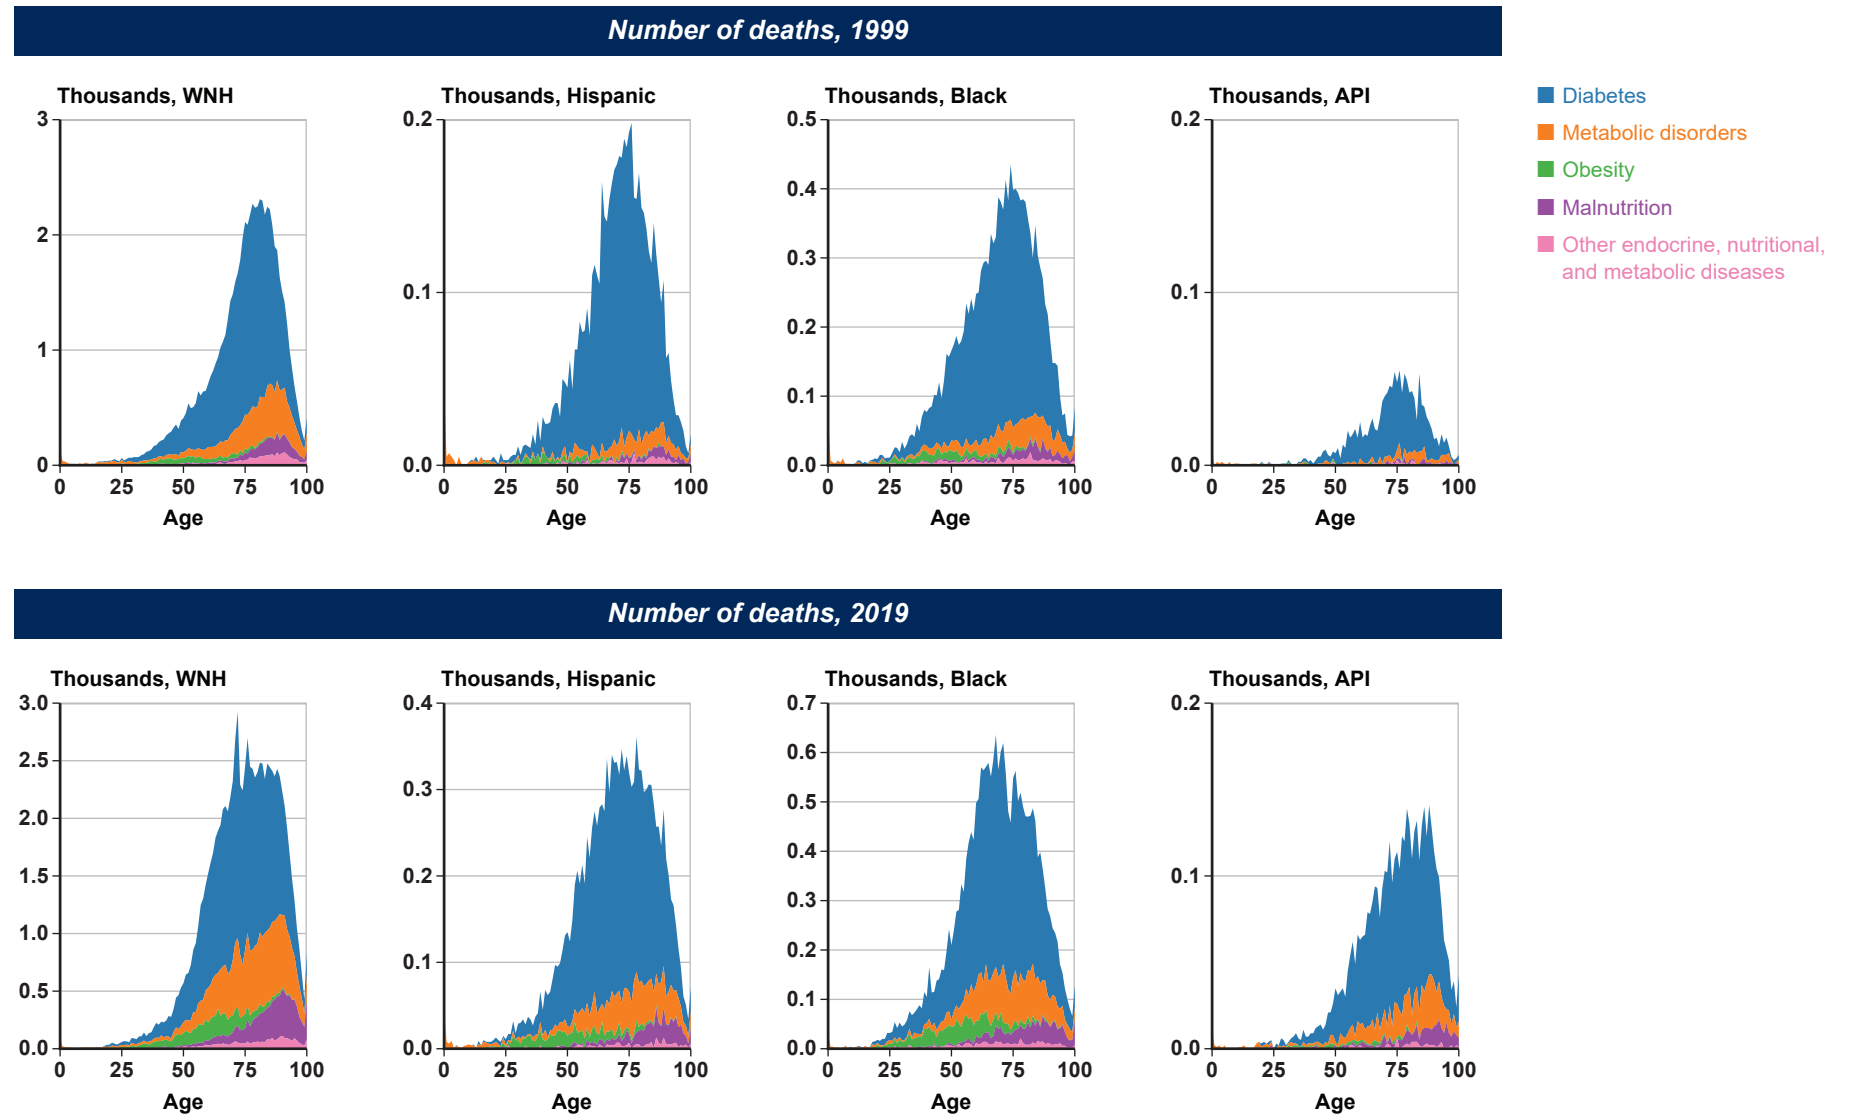 Number of deaths, 1999
Thousands, WNH
3
2
1
0
0 25 50 75 100
Age
Thousands, Hispanic
0.2
0.1
0.0
0 25 50 75 100
Age
Thousands, Black
0.5
0.4
0.3
0.2
0.1
0.0
0 25 50 75 100
Age
Thousands, API
0.2
0.1
0.0
0 25 50 75 100
Age
Diabetes
Metabolic disorders
Obesity
Malnutrition
Other endocrine, nutritional,
and metabolic diseases
Number of deaths, 2019
Thousands, WNH
3.0
2.5
2.0
1.5
1.0
0.5
0.0
0 25 50 75 100
Age
Thousands, Hispanic
0.4
0.3
0.2
0.1
0.0
0 25 50 75 100
Age
Thousands, Black
0.7
0.6
0.5
0.4
0.3
0.2
0.1
0.0
0 25 50 75 100
Age
Thousands, API
0.2
0.1
0.0
0 25 50 75 100
Age